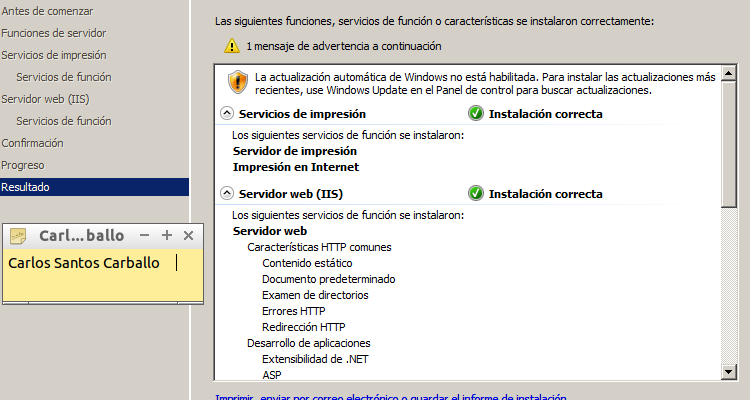 Antes de comenzar
Funciones de servidor
Servicios de impresión
Servicios de función
Servidor web (IIS)
Servicios de función
Confirmación
Progreso
Resultado
Carl...ballo
Carlos Santos Carballo
Las siguientes funciones, servicios de función o características se instalaron correctamente:
1 mensaje de advertencia a continuación
La actualización automática de Windows no está habilitada. Para instalar las actualizaciones más
recientes, use Windows Update en el Panel de control para buscar actualizaciones.
Servicios de impresión Instalación correcta
Los siguientes servicios de función se instalaron:
Servidor de impresión
Impresión en Internet
Servidor web (IIS) Instalación correcta
Los siguientes servicios de función se instalaron:
Servidor web
Características HTTP comunes
Contenido estático
Documento predeterminado
Examen de directorios
Errores HTTP
Redirección HTTP
Desarrollo de aplicaciones
Extensibilidad de .NET
ASP
Imprimir, enviar por correo electrónico o guardar el informe de instalación